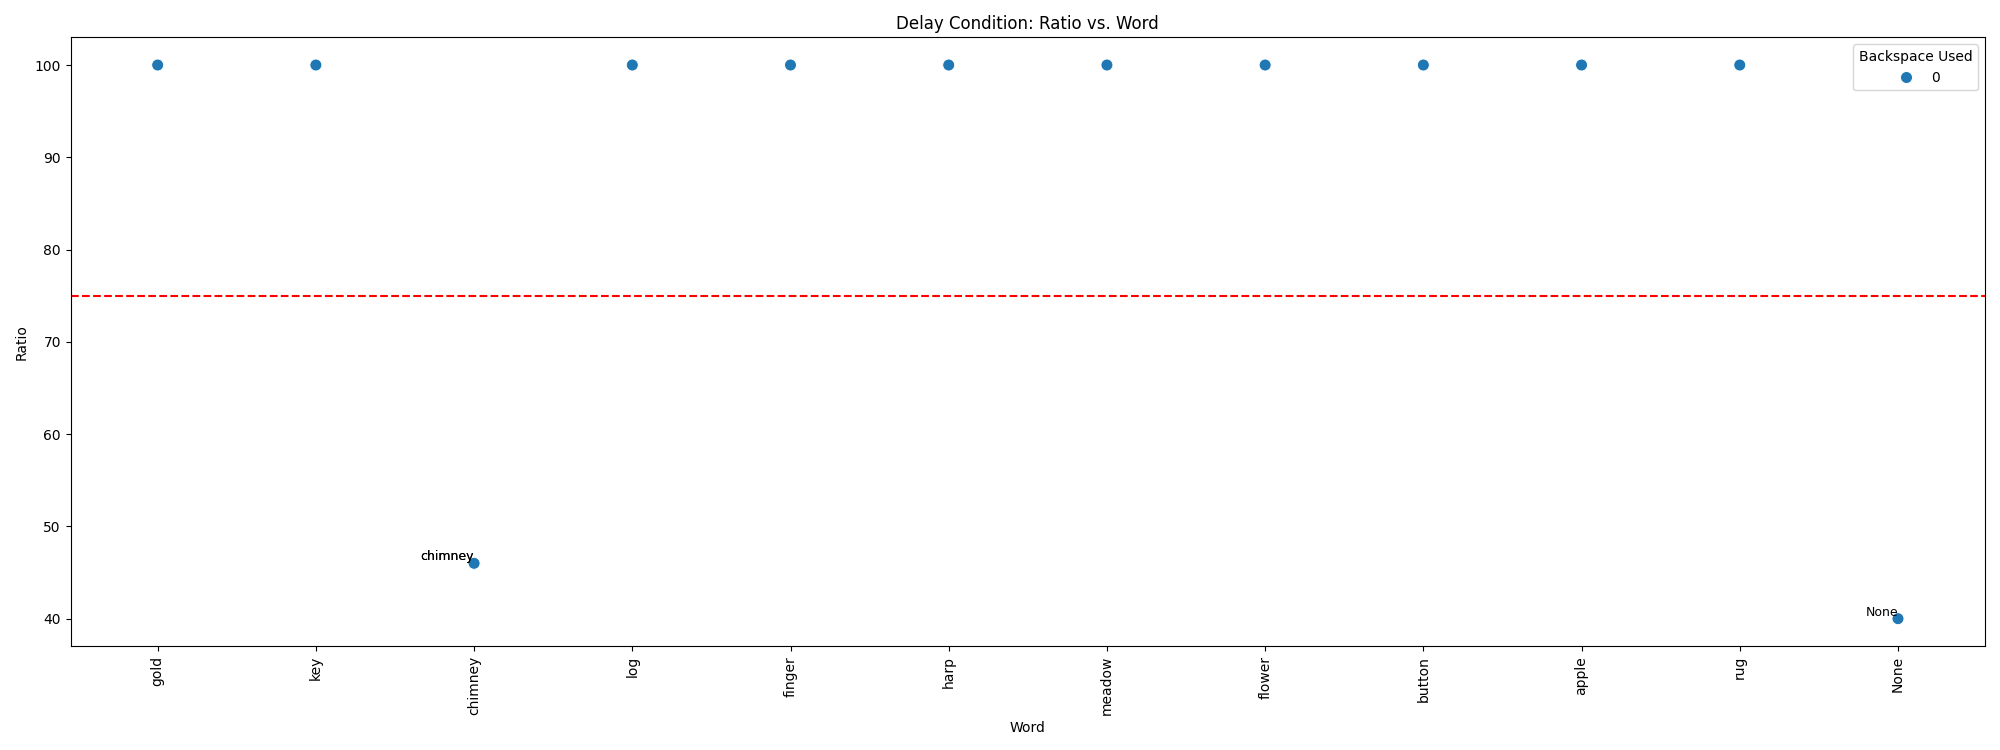 Delay Condition: Ratio vs. Word
Backspace Used
0
100
90
80
70
60
50
40
Ratio
chimney
None
gold
key
chimney
log
finger
harp
meadow
flower
button
apple
rug
None
Word